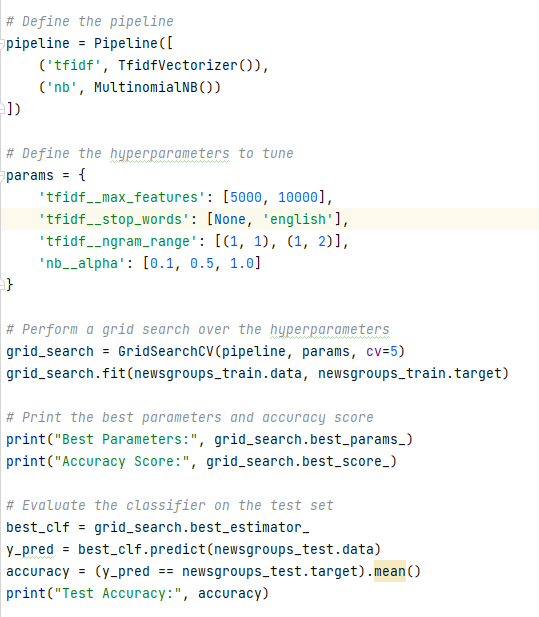 # Define the pipeline
pipeline = Pipeline([
    ('tfidf', TfidfVectorizer()),
    ('nb', MultinomialNB())
])

# Define the hyperparameters to tune
params = {
    'tfidf__max_features': [5000, 10000],
    'tfidf__stop_words': [None, 'english'],
    'tfidf__ngram_range': [(1, 1), (1, 2)],
    'nb__alpha': [0.1, 0.5, 1.0]
}

# Perform a grid search over the hyperparameters
grid_search = GridSearchCV(pipeline, params, cv=5)
grid_search.fit(newsgroups_train.data, newsgroups_train.target)

# Print the best parameters and accuracy score
print("Best Parameters:", grid_search.best_params_)
print("Accuracy Score:", grid_search.best_score_)

# Evaluate the classifier on the test set
best_clf = grid_search.best_estimator_
y_pred = best_clf.predict(newsgroups_test.data)
accuracy = (y_pred == newsgroups_test.target).mean()
print("Test Accuracy:", accuracy)